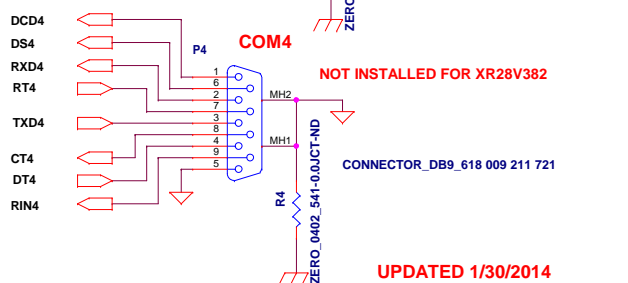 ZERO
DCD4
DS4
RXD4
RT4
TXD4
CT4
DT4
RIN4
P4
COM4
1
6
2
7
3
8
4
9
5
MH2
MH1
NOT INSTALLED FOR XR28V382
CONNECTOR_DB9_618 009 211 721
R4
ZERO_0402_541-0.0JCT-ND
UPDATED 1/30/2014